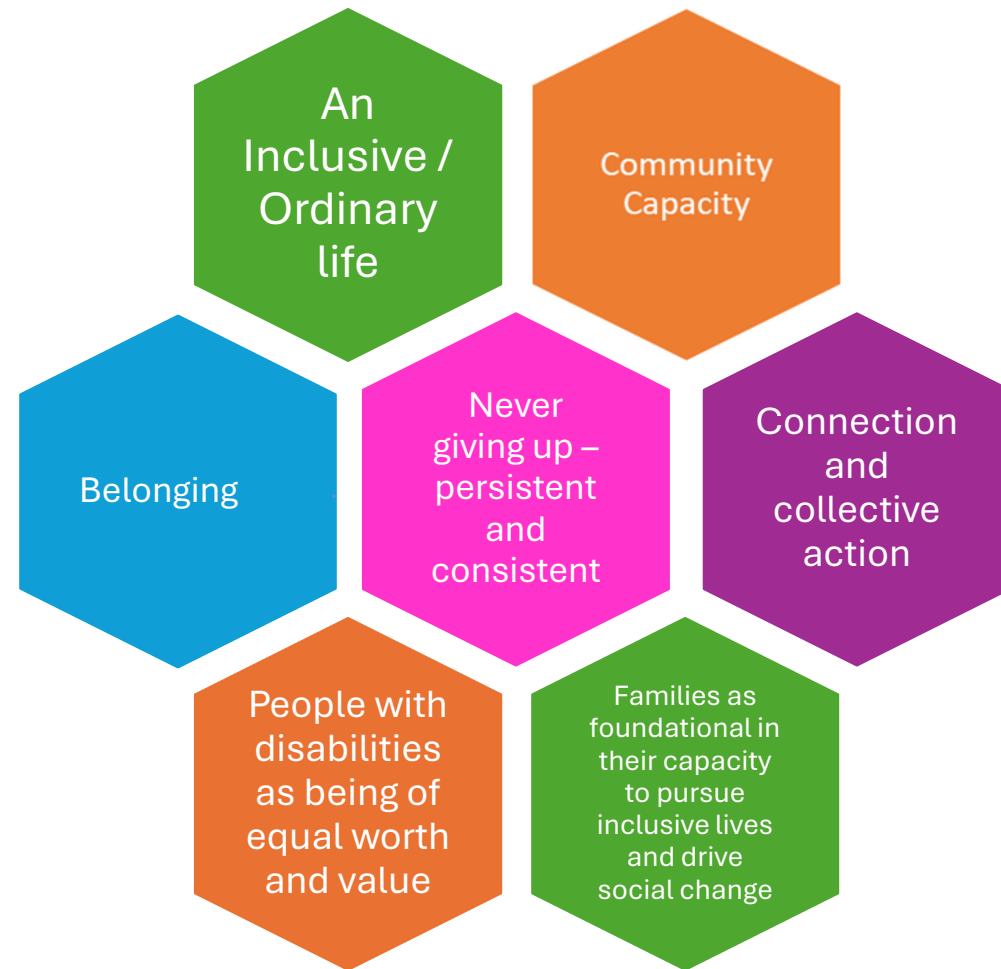 An
Inclusive /
Ordinary
life
Community
Capacity
Belonging
Never
giving up –
persistent
and
consistent
Connection
and
collective
action
People with
disabilities
as being of
equal worth
and value
Families as
foundational in
their capacity
to pursue
inclusive lives
and drive
social change